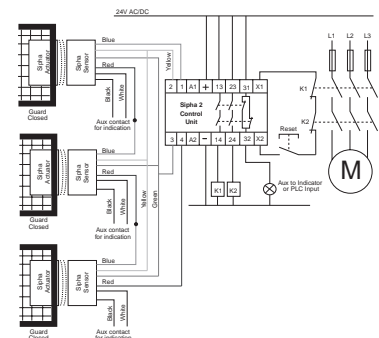 24V AC/DC
L1 L2 L3
Blue
Yellow
Sipha
Actuator
Sipha
Sensor
Red
Black
White
Guard
Closed
Aux contact
for indication
2 1 A1 + 13 23 31 X1
Sipha 2
Control
Unit
3 4 A2 − 14 24 32 X2
K1
K2
Reset
K1 K2
Aux to Indicator
or PLC Input
M
Blue
Sipha
Actuator
Sipha
Sensor
Red
Black
White
Yellow
Green
Guard
Closed
Aux contact
for indication
Blue
Sipha
Actuator
Sipha
Sensor
Red
Black
White
Guard
Closed
Aux contact
for indication